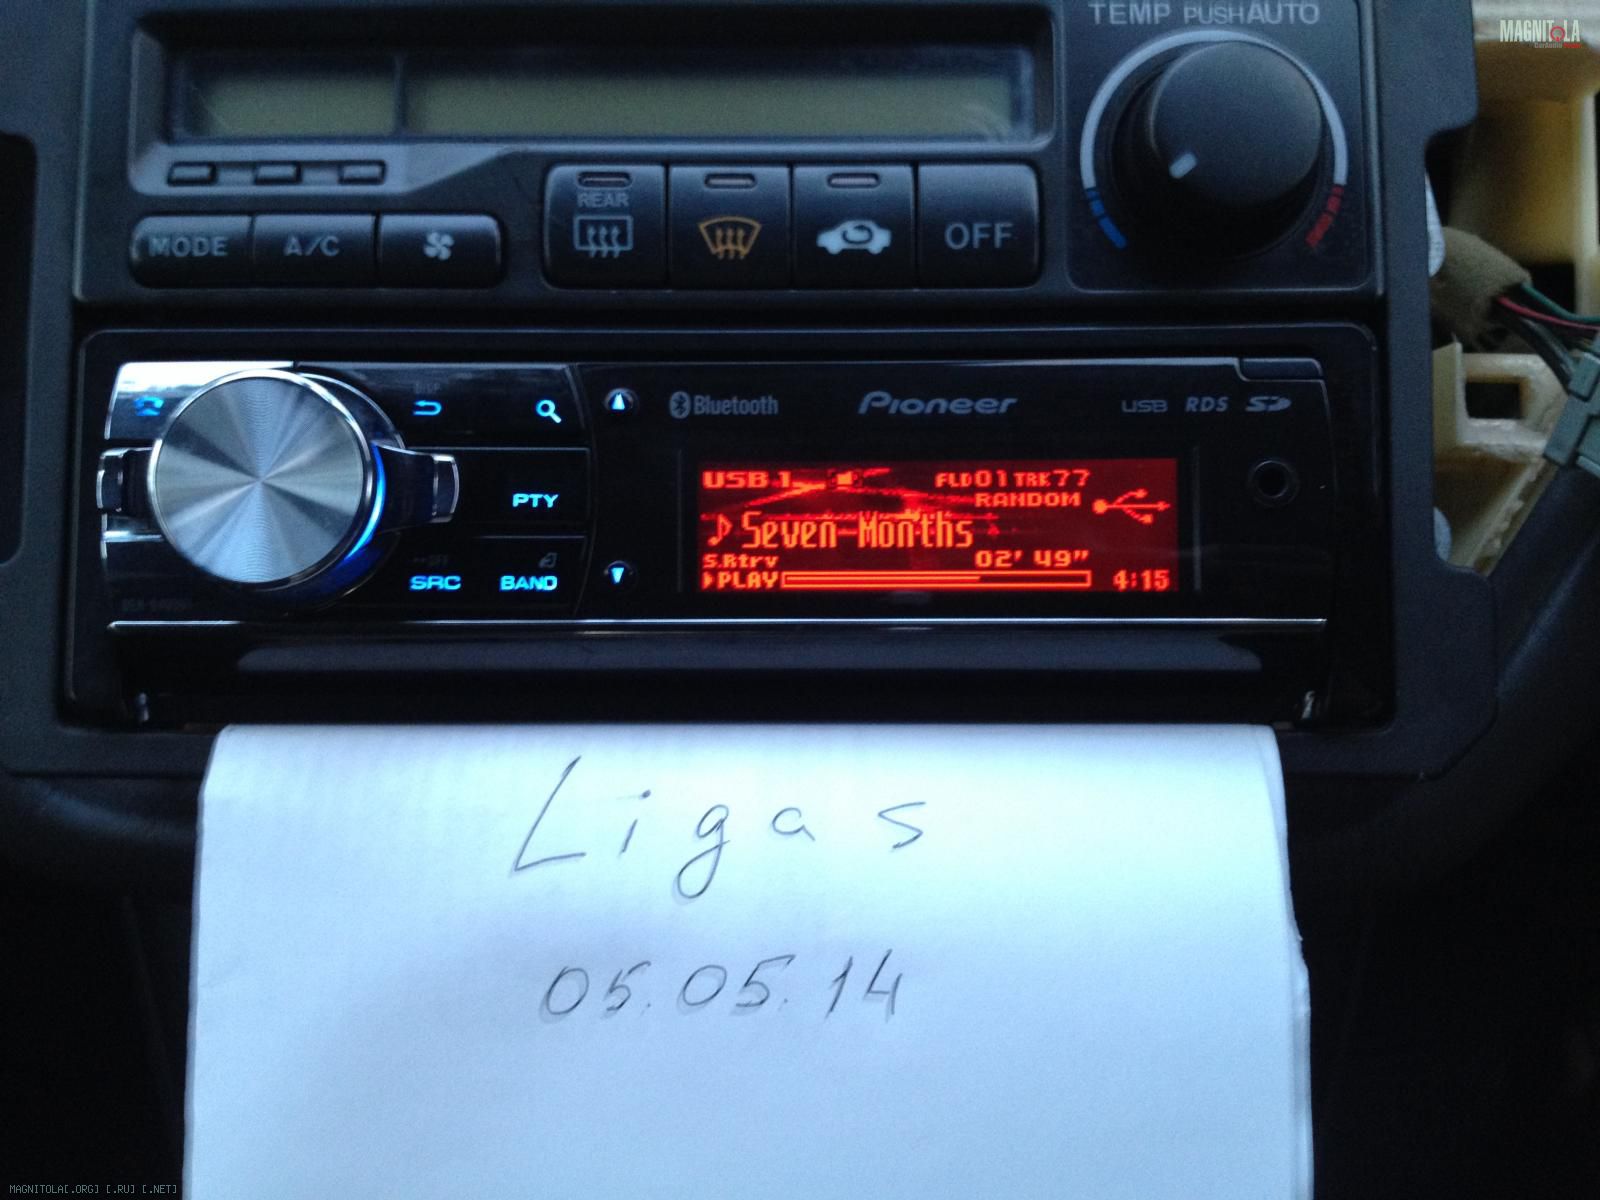 TEMP PUSH AUTO
MAGNITOLA
REAR
MODE A/C OFF
Bluetooth Pioneer USB RDS SD
USB 1 FLD01 TRK77
RANDOM
PTY
Seven Months
S.Rtrv 02' 49"
SRC BAND
PLAY 4:15
Ligas
05.05.14
MAGNITOLA[.ORG] [.RU] [.NET]